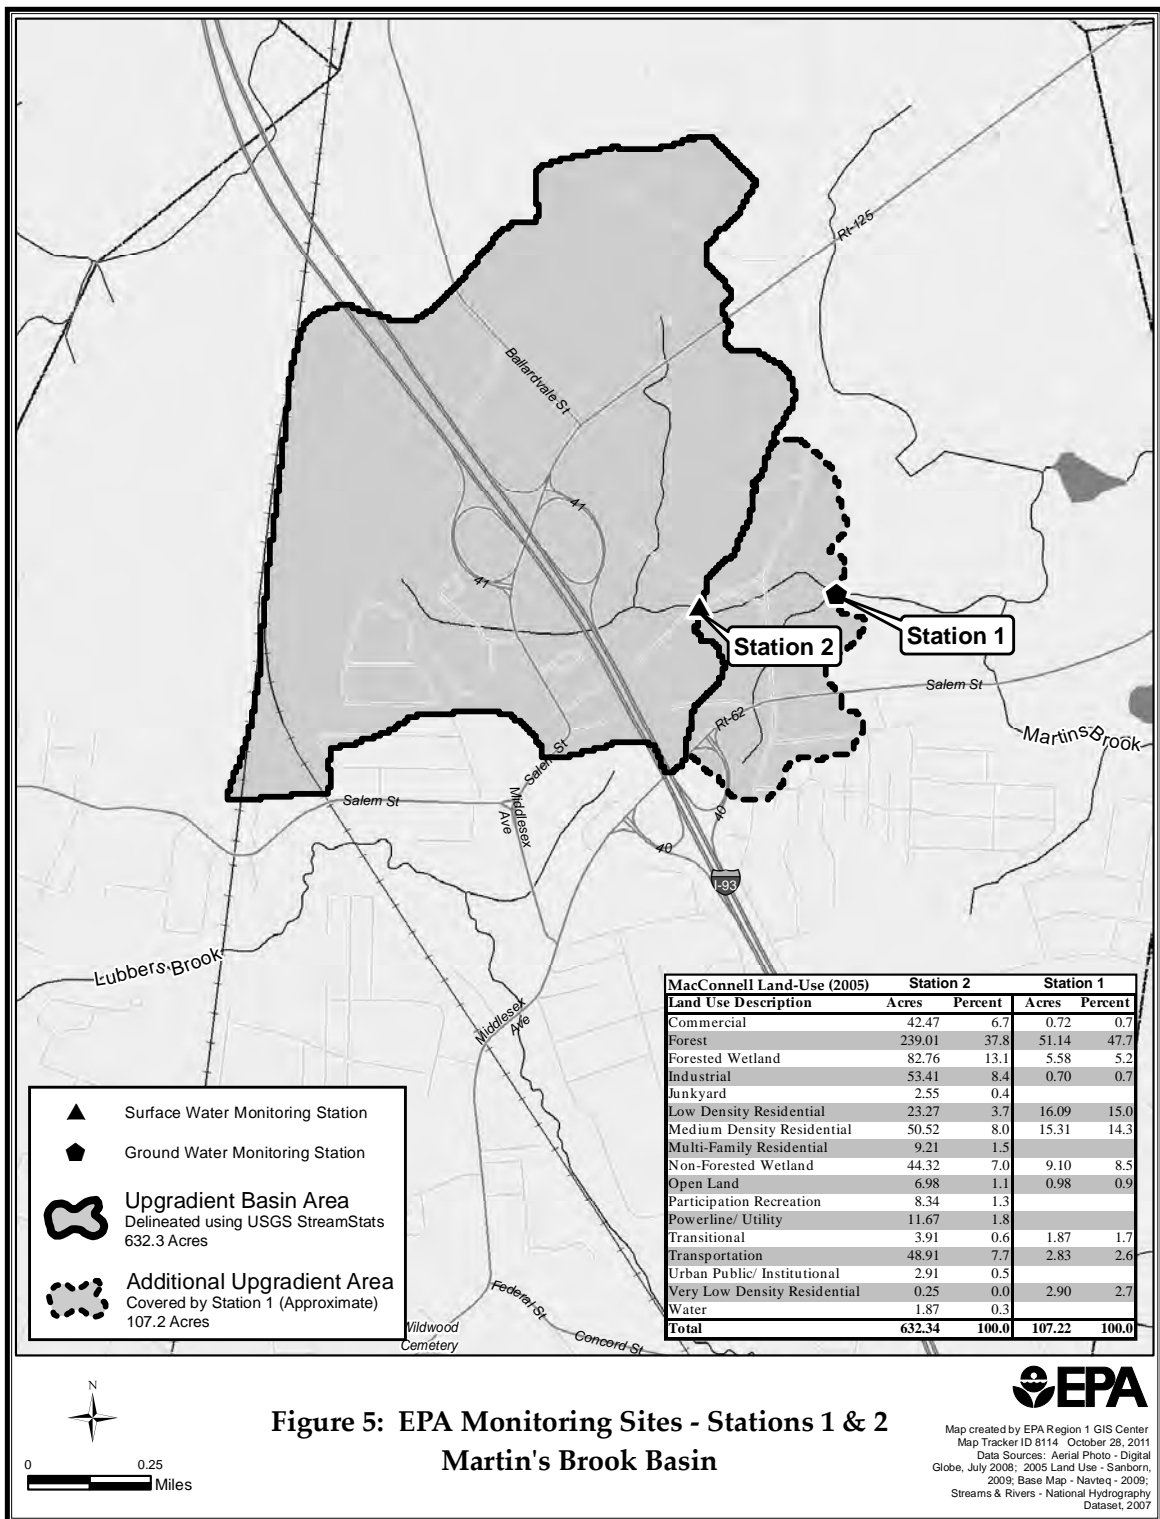 Rt-125
Ballardvale St
41
41
Station 2
Station 1
Salem St
Rt-62
Martins Brook
Salem St
Salem St
Middlesex
Ave
40
40
I-93
Lubbers Brook
Middlesex
Ave
Federal St
Concord St
Wildwood
Cemetery
MacConnell Land-Use (2005) Station 2 Station 1
Land Use Description Acres Percent Acres Percent
Commercial 42.47 6.7 0.72 0.7
Forest 239.01 37.8 51.14 47.7
Forested Wetland 82.76 13.1 5.58 5.2
Industrial 53.41 8.4 0.70 0.7
Junkyard 2.55 0.4
Low Density Residential 23.27 3.7 16.09 15.0
Medium Density Residential 50.52 8.0 15.31 14.3
Multi-Family Residential 9.21 1.5
Non-Forested Wetland 44.32 7.0 9.10 8.5
Open Land 6.98 1.1 0.98 0.9
Participation Recreation 8.34 1.3
Powerline/ Utility 11.67 1.8
Transitional 3.91 0.6 1.87 1.7
Transportation 48.91 7.7 2.83 2.6
Urban Public/ Institutional 2.91 0.5
Very Low Density Residential 0.25 0.0 2.90 2.7
Water 1.87 0.3
Total 632.34 100.0 107.22 100.0
Surface Water Monitoring Station
Ground Water Monitoring Station
Upgradient Basin Area
Delineated using USGS StreamStats
632.3 Acres
Additional Upgradient Area
Covered by Station 1 (Approximate)
107.2 Acres
N
0 0.25
Miles
Figure 5: EPA Monitoring Sites - Stations 1 & 2
Martin's Brook Basin
EPA
Map created by EPA Region 1 GIS Center
Map Tracker ID 8114 October 28, 2011
Data Sources: Aerial Photo - Digital
Globe, July 2008; 2005 Land Use - Sanborn,
2009; Base Map - Navteq - 2009;
Streams & Rivers - National Hydrography
Dataset, 2007